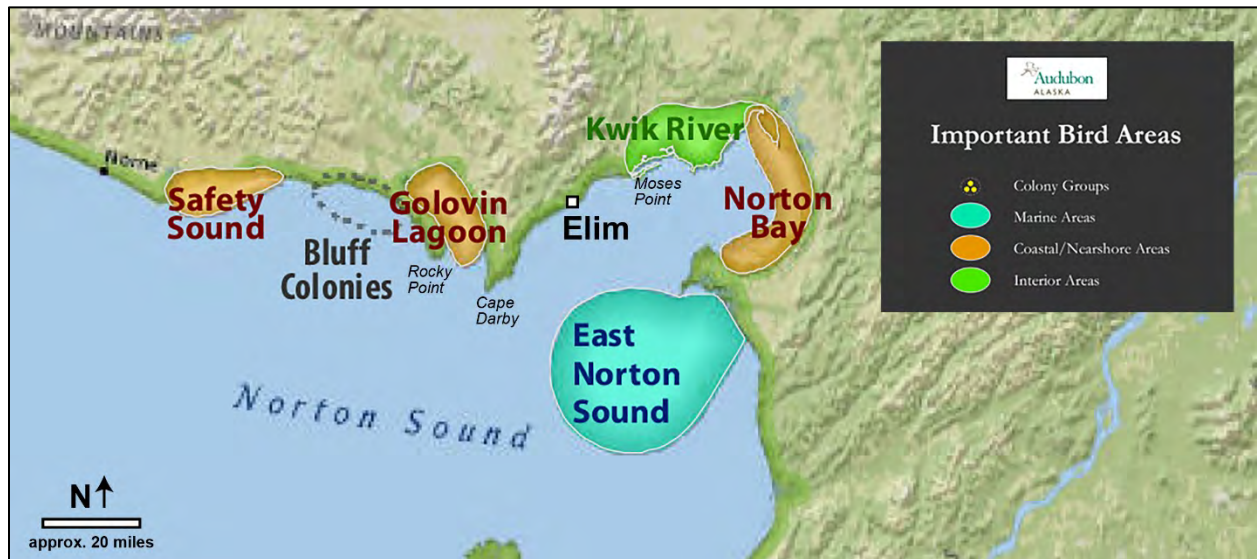 MOUNTAINS
Nome
Safety
Sound
Bluff
Colonies
Golovin
Lagoon
Rocky
Point
Cape
Darby
Elim
Kwik River
Moses
Point
Norton
Bay
East
Norton
Sound
Norton Sound
N
approx. 20 miles
Audubon
ALASKA
Important Bird Areas
Colony Groups
Marine Areas
Coastal/Nearshore Areas
Interior Areas